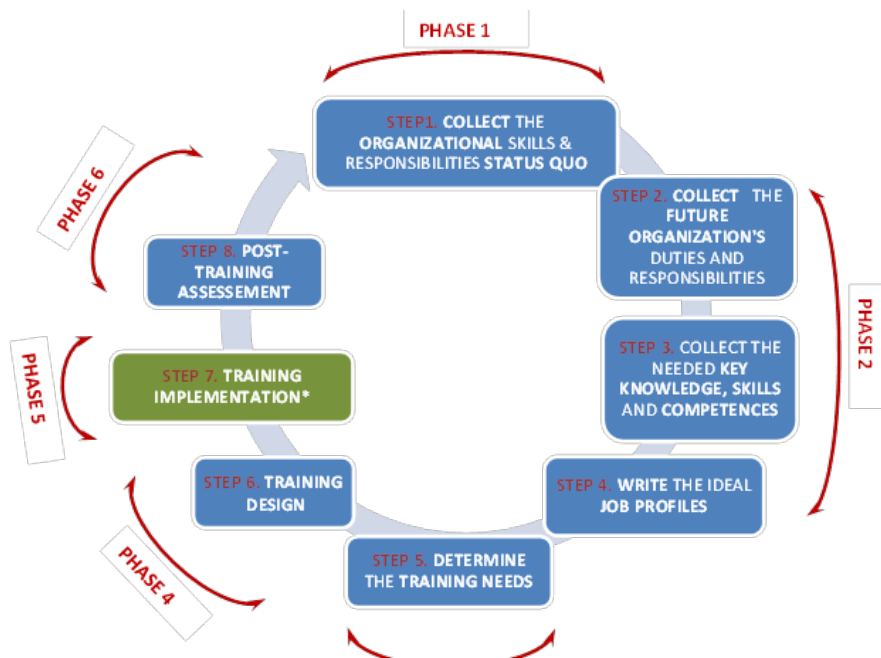 PHASE 1
STEP1. COLLECT THE
ORGANIZATIONAL SKILLS &
RESPONSIBILITIES STATUS QUO
STEP 2. COLLECT THE
FUTURE
ORGANIZATION'S
DUTIES AND
RESPONSIBILITIES
PHASE 2
STEP 3. COLLECT THE
NEEDED KEY
KNOWLEDGE, SKILLS
AND COMPETENCES
STEP 4. WRITE THE IDEAL
JOB PROFILES
STEP 5. DETERMINE
THE TRAINING NEEDS
STEP 6. TRAINING
DESIGN
PHASE 4
STEP 7. TRAINING
IMPLEMENTATION*
PHASE 5
STEP 8. POST-
TRAINING
ASSESSEMENT
PHASE 6